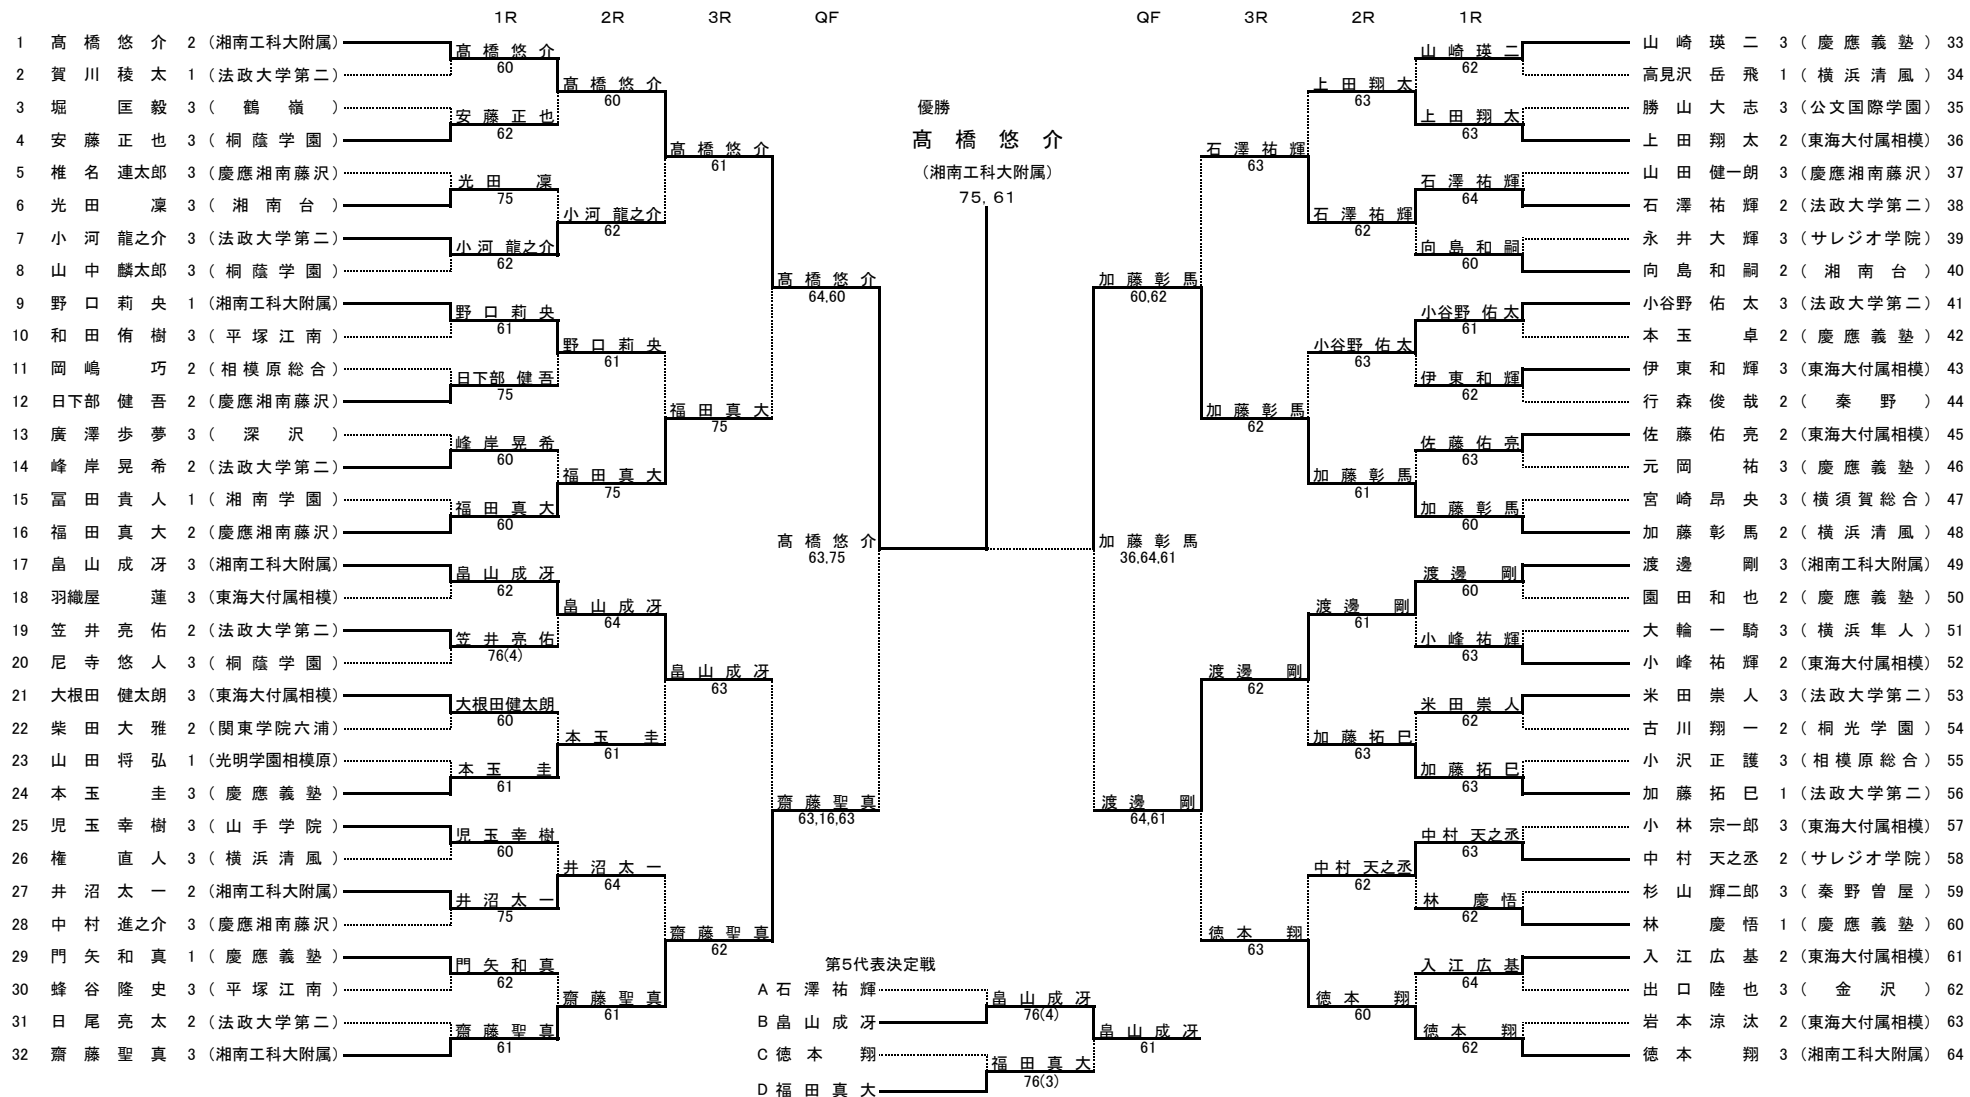 1R 2R 3R QF QF 3R 2R 1R
1 髙橋悠介 2 (湘南工科大附属)
2 賀川稜太 1 (法政大学第二)
3 堀 匡毅 3 (鶴嶺)
4 安藤正也 3 (桐蔭学園)
5 椎名連太郎 3 (慶應湘南藤沢)
6 光田凜 3 (湘南台)
7 小河龍之介 3 (法政大学第二)
8 山中麟太郎 3 (桐蔭学園)
9 野口莉央 1 (湘南工科大附属)
10 和田侑樹 3 (平塚江南)
11 岡嶋巧 2 (相模原総合)
12 日下部健吾 2 (慶應湘南藤沢)
13 廣澤歩夢 3 (深沢)
14 峰岸晃希 2 (法政大学第二)
15 冨田貴人 1 (湘南学園)
16 福田真大 2 (慶應湘南藤沢)
17 畠山成冴 3 (湘南工科大附属)
18 羽織屋蓮 3 (東海大付属相模)
19 笠井亮佑 2 (法政大学第二)
20 尼寺悠人 3 (桐蔭学園)
21 大根田健太朗 3 (東海大付属相模)
22 柴田大雅 2 (関東学院六浦)
23 山田将弘 1 (光明学園相模原)
24 本玉圭 3 (慶應義塾)
25 児玉幸樹 3 (山手学院)
26 権直人 3 (横浜清風)
27 井沼太一 2 (湘南工科大附属)
28 中村進之介 3 (慶應湘南藤沢)
29 門矢和真 1 (慶應義塾)
30 蜂谷隆史 3 (平塚江南)
31 日尾亮太 2 (法政大学第二)
32 齋藤聖真 3 (湘南工科大附属)
髙橋悠介
60
安藤正也
62
光田凜
75
小河龍之介
62
野口莉央
61
日下部健吾
75
峰岸晃希
60
福田真大
60
畠山成冴
62
笠井亮佑
76(4)
大根田健太朗
60
本玉圭
61
児玉幸樹
60
井沼太一
75
門矢和真
62
齋藤聖真
61
髙橋悠介
60
小河龍之介
62
野口莉央
61
福田真大
75
畠山成冴
64
本玉圭
61
井沼太一
64
齋藤聖真
61
髙橋悠介
61
福田真大
75
畠山成冴
63
齋藤聖真
62
髙橋悠介
64,60
齋藤聖真
63,16,63
髙橋悠介
63,75
優勝
髙橋悠介
(湘南工科大附属)
75, 61
加藤彰馬
36,64,61
加藤彰馬
60,62
渡邊剛
64,61
石澤祐輝
63
加藤彰馬
62
渡邊剛
62
徳本翔
63
上田翔太
63
石澤祐輝
62
小谷野佑太
63
加藤彰馬
61
渡邊剛
61
加藤拓巳
63
中村天之丞
62
徳本翔
60
山崎瑛二
62
上田翔太
63
石澤祐輝
64
向島和嗣
60
小谷野佑太
61
伊東和輝
62
佐藤佑亮
63
加藤彰馬
60
渡邊剛
60
小峰祐輝
63
米田崇人
62
加藤拓巳
63
中村天之丞
63
林慶悟
62
入江広基
64
徳本翔
62
山崎瑛二 3 (慶應義塾) 33
高見沢岳飛 1 (横浜清風) 34
勝山大志 3 (公文国際学園) 35
上田翔太 2 (東海大付属相模) 36
山田健一朗 3 (慶應湘南藤沢) 37
石澤祐輝 2 (法政大学第二) 38
永井大輝 3 (サレジオ学院) 39
向島和嗣 2 (湘南台) 40
小谷野佑太 3 (法政大学第二) 41
本玉卓 2 (慶應義塾) 42
伊東和輝 3 (東海大付属相模) 43
行森俊哉 2 (秦野) 44
佐藤佑亮 2 (東海大付属相模) 45
元岡祐 3 (慶應義塾) 46
宮崎昂央 3 (横須賀総合) 47
加藤彰馬 2 (横浜清風) 48
渡邊剛 3 (湘南工科大附属) 49
園田和也 2 (慶應義塾) 50
大輪一騎 3 (横浜隼人) 51
小峰祐輝 2 (東海大付属相模) 52
米田崇人 3 (法政大学第二) 53
古川翔一 2 (桐光学園) 54
小沢正護 3 (相模原総合) 55
加藤拓巳 1 (法政大学第二) 56
小林宗一郎 3 (東海大付属相模) 57
中村天之丞 2 (サレジオ学院) 58
杉山輝二郎 3 (秦野曽屋) 59
林慶悟 1 (慶應義塾) 60
入江広基 2 (東海大付属相模) 61
出口陸也 3 (金沢) 62
岩本涼汰 2 (東海大付属相模) 63
徳本翔 3 (湘南工科大附属) 64
第5代表決定戦
A 石澤祐輝
B 畠山成冴
C 徳本翔
D 福田真大
畠山成冴
76(4)
福田真大
76(3)
畠山成冴
61